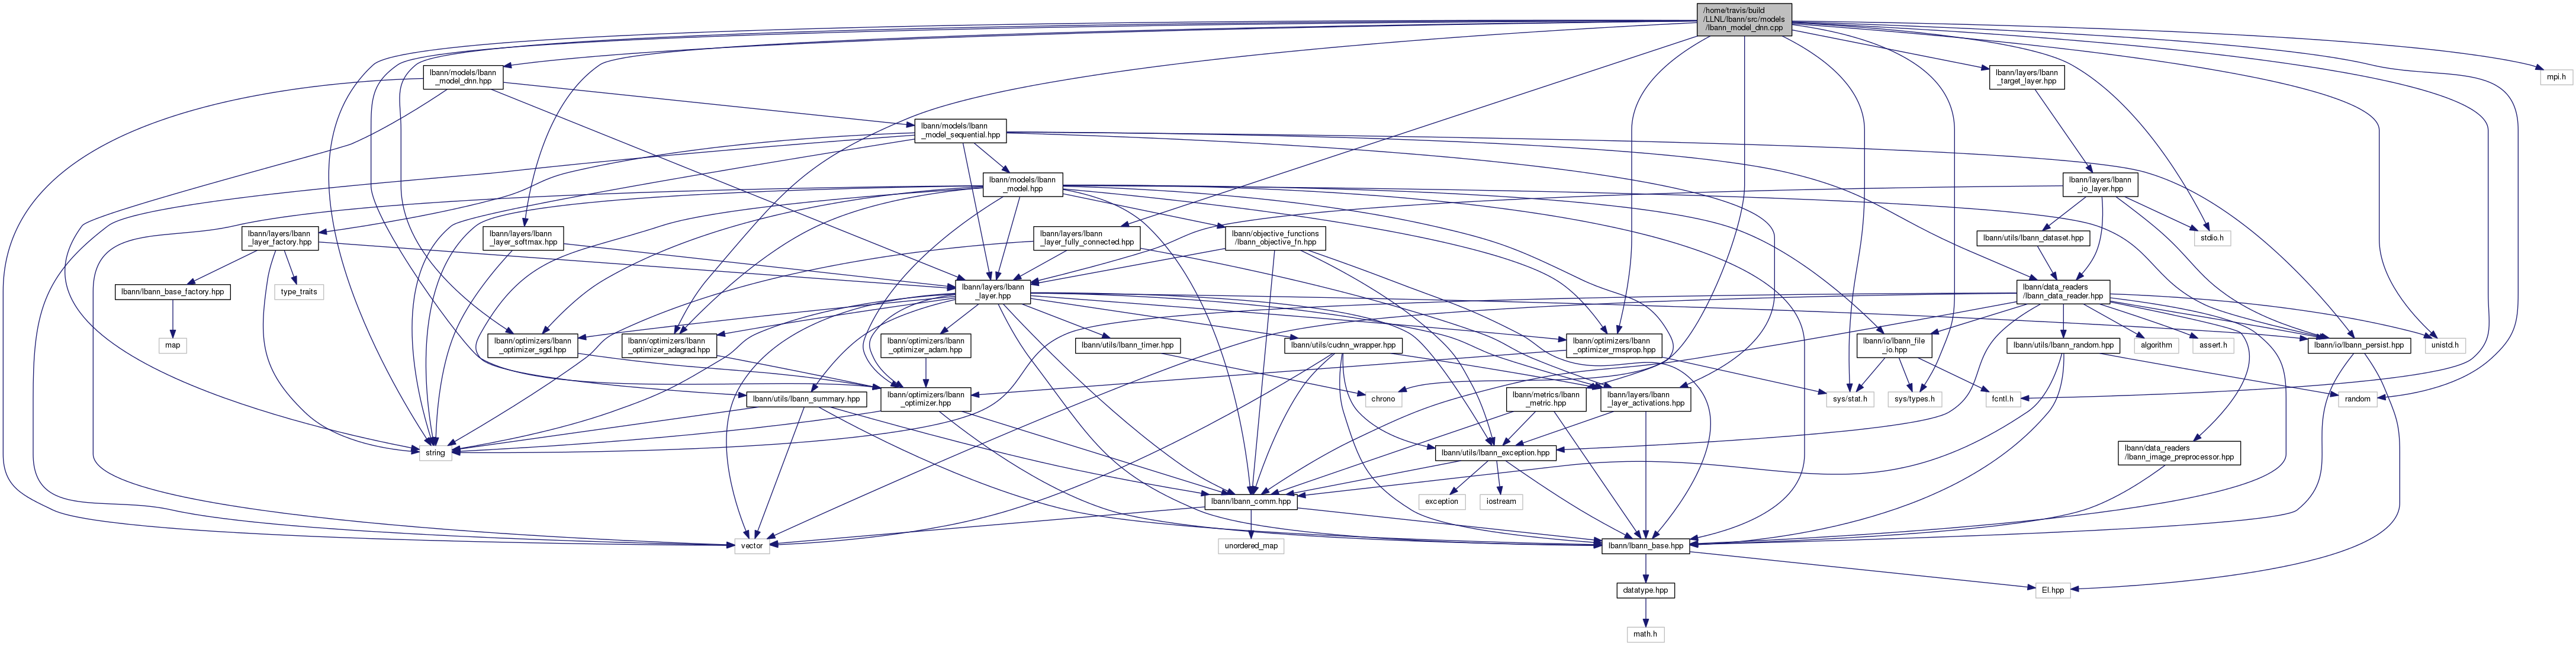 /home/travis/build
/LLNL/lbann/src/models
/lbann_model_dnn.cpp
lbann/models/lbann
_model_dnn.hpp
lbann/layers/lbann
_target_layer.hpp
mpi.h
lbann/models/lbann
_model_sequential.hpp
lbann/models/lbann
_model.hpp
lbann/layers/lbann
_io_layer.hpp
lbann/layers/lbann
_layer_factory.hpp
lbann/layers/lbann
_layer_softmax.hpp
lbann/layers/lbann
_layer_fully_connected.hpp
lbann/objective_functions
/lbann_objective_fn.hpp
lbann/utils/lbann_dataset.hpp
stdio.h
lbann/lbann_base_factory.hpp
type_traits
lbann/layers/lbann
_layer.hpp
lbann/data_readers
/lbann_data_reader.hpp
map
lbann/optimizers/lbann
_optimizer_sgd.hpp
lbann/optimizers/lbann
_optimizer_adagrad.hpp
lbann/optimizers/lbann
_optimizer_adam.hpp
lbann/utils/lbann_timer.hpp
lbann/utils/cudnn_wrapper.hpp
lbann/optimizers/lbann
_optimizer_rmsprop.hpp
lbann/io/lbann_file
_io.hpp
lbann/utils/lbann_random.hpp
algorithm
assert.h
lbann/io/lbann_persist.hpp
unistd.h
lbann/utils/lbann_summary.hpp
lbann/optimizers/lbann
_optimizer.hpp
chrono
lbann/metrics/lbann
_metric.hpp
lbann/layers/lbann
_layer_activations.hpp
sys/stat.h
sys/types.h
fcntl.h
random
string
lbann/utils/lbann_exception.hpp
lbann/data_readers
/lbann_image_preprocessor.hpp
lbann/lbann_comm.hpp
exception
iostream
vector
unordered_map
lbann/lbann_base.hpp
datatype.hpp
El.hpp
math.h